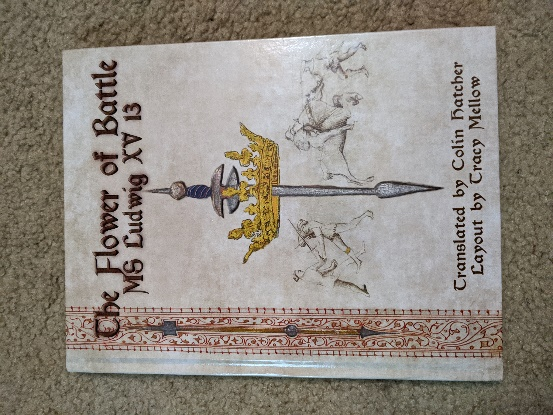 The Flower of Battle
MS Ludwig XV 13
Translated by Colin Hatcher
Layout by Tracy Mellow